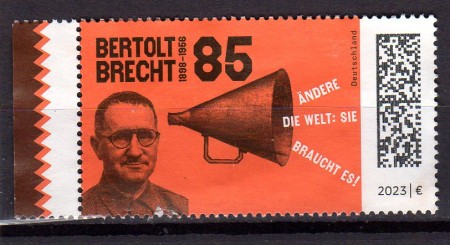 BERTOLT
BRECHT
1898–1956
85
ÄNDERE
DIE WELT: SIE
BRAUCHT ES!
Deutschland
2023|€